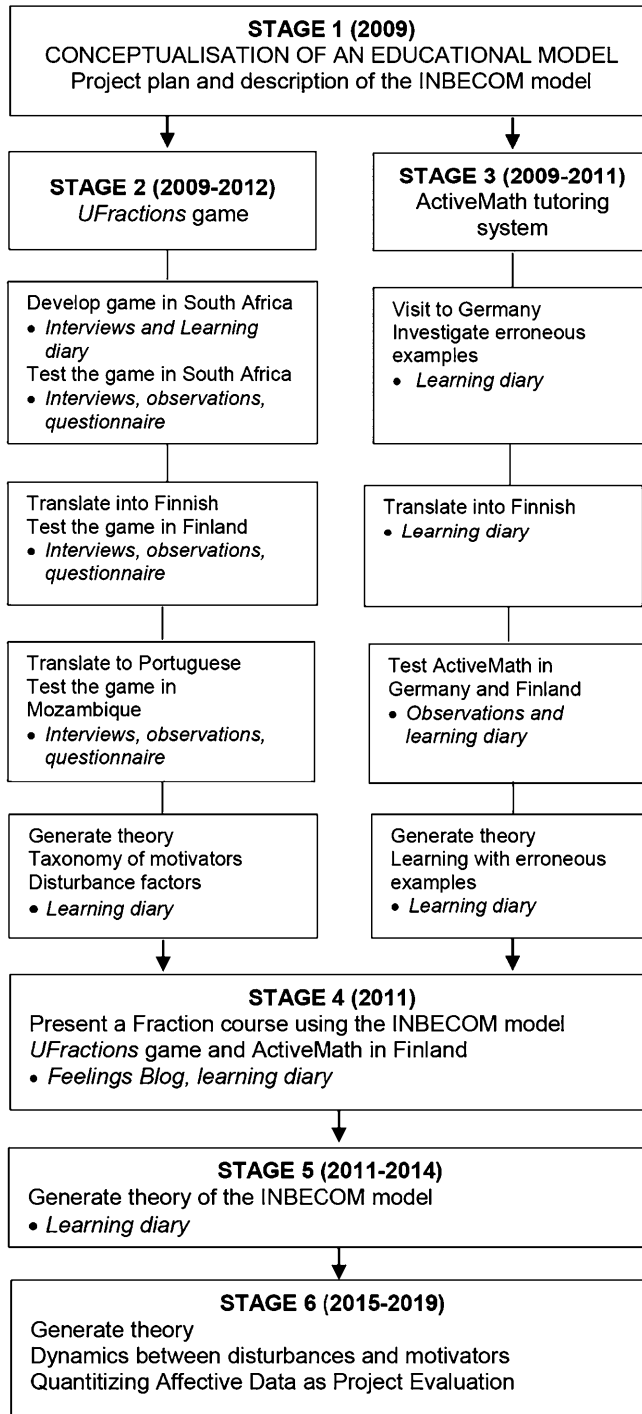 STAGE 1 (2009)
CONCEPTUALISATION OF AN EDUCATIONAL MODEL
Project plan and description of the INBECOM model
STAGE 2 (2009-2012)
UFractions game
Develop game in South Africa
• Interviews and Learning
diary
Test the game in South Africa
• Interviews, observations,
questionnaire
Translate into Finnish
Test the game in Finland
• Interviews, observations,
questionnaire
Translate to Portuguese
Test the game in
Mozambique
• Interviews, observations,
questionnaire
Generate theory
Taxonomy of motivators
Disturbance factors
• Learning diary
STAGE 3 (2009-2011)
ActiveMath tutoring
system
Visit to Germany
Investigate erroneous
examples
• Learning diary
Translate into Finnish
• Learning diary
Test ActiveMath in
Germany and Finland
• Observations and
learning diary
Generate theory
Learning with erroneous
examples
• Learning diary
STAGE 4 (2011)
Present a Fraction course using the INBECOM model
UFractions game and ActiveMath in Finland
• Feelings Blog, learning diary
STAGE 5 (2011-2014)
Generate theory of the INBECOM model
• Learning diary
STAGE 6 (2015-2019)
Generate theory
Dynamics between disturbances and motivators
Quantitizing Affective Data as Project Evaluation